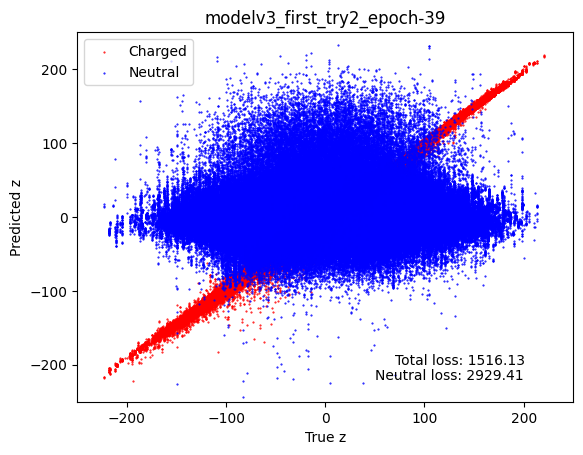 modelv3_first_try2_epoch-39
Charged
Neutral
Predicted z
200
100
0
−100
−200
Total loss: 1516.13
Neutral loss: 2929.41
−200
−100
0
100
200
True z